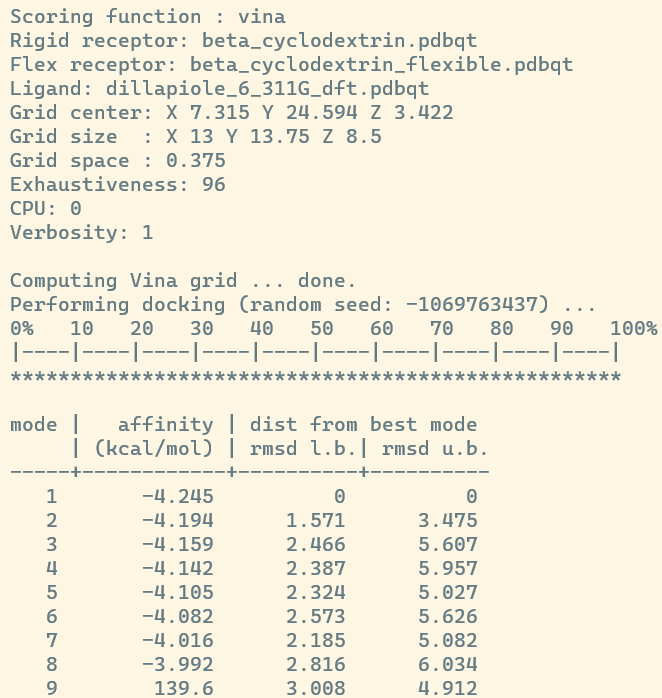 Scoring function : vina
Rigid receptor: beta_cyclodextrin.pdbqt
Flex receptor: beta_cyclodextrin_flexible.pdbqt
Ligand: dillapiole_6_311G_dft.pdbqt
Grid center: X 7.315 Y 24.594 Z 3.422
Grid size  : X 13 Y 13.75 Z 8.5
Grid space : 0.375
Exhaustiveness: 96
CPU: 0
Verbosity: 1

Computing Vina grid ... done.
Performing docking (random seed: -1069763437) ...
0%   10   20   30   40   50   60   70   80   90   100%
|----|----|----|----|----|----|----|----|----|----|
***************************************************

mode |   affinity | dist from best mode
     | (kcal/mol) | rmsd l.b.| rmsd u.b.
-----+------------+----------+----------
   1       -4.245          0          0
   2       -4.194      1.571      3.475
   3       -4.159      2.466      5.607
   4       -4.142      2.387      5.957
   5       -4.105      2.324      5.027
   6       -4.082      2.573      5.626
   7       -4.016      2.185      5.082
   8       -3.992      2.816      6.034
   9        139.6      3.008      4.912